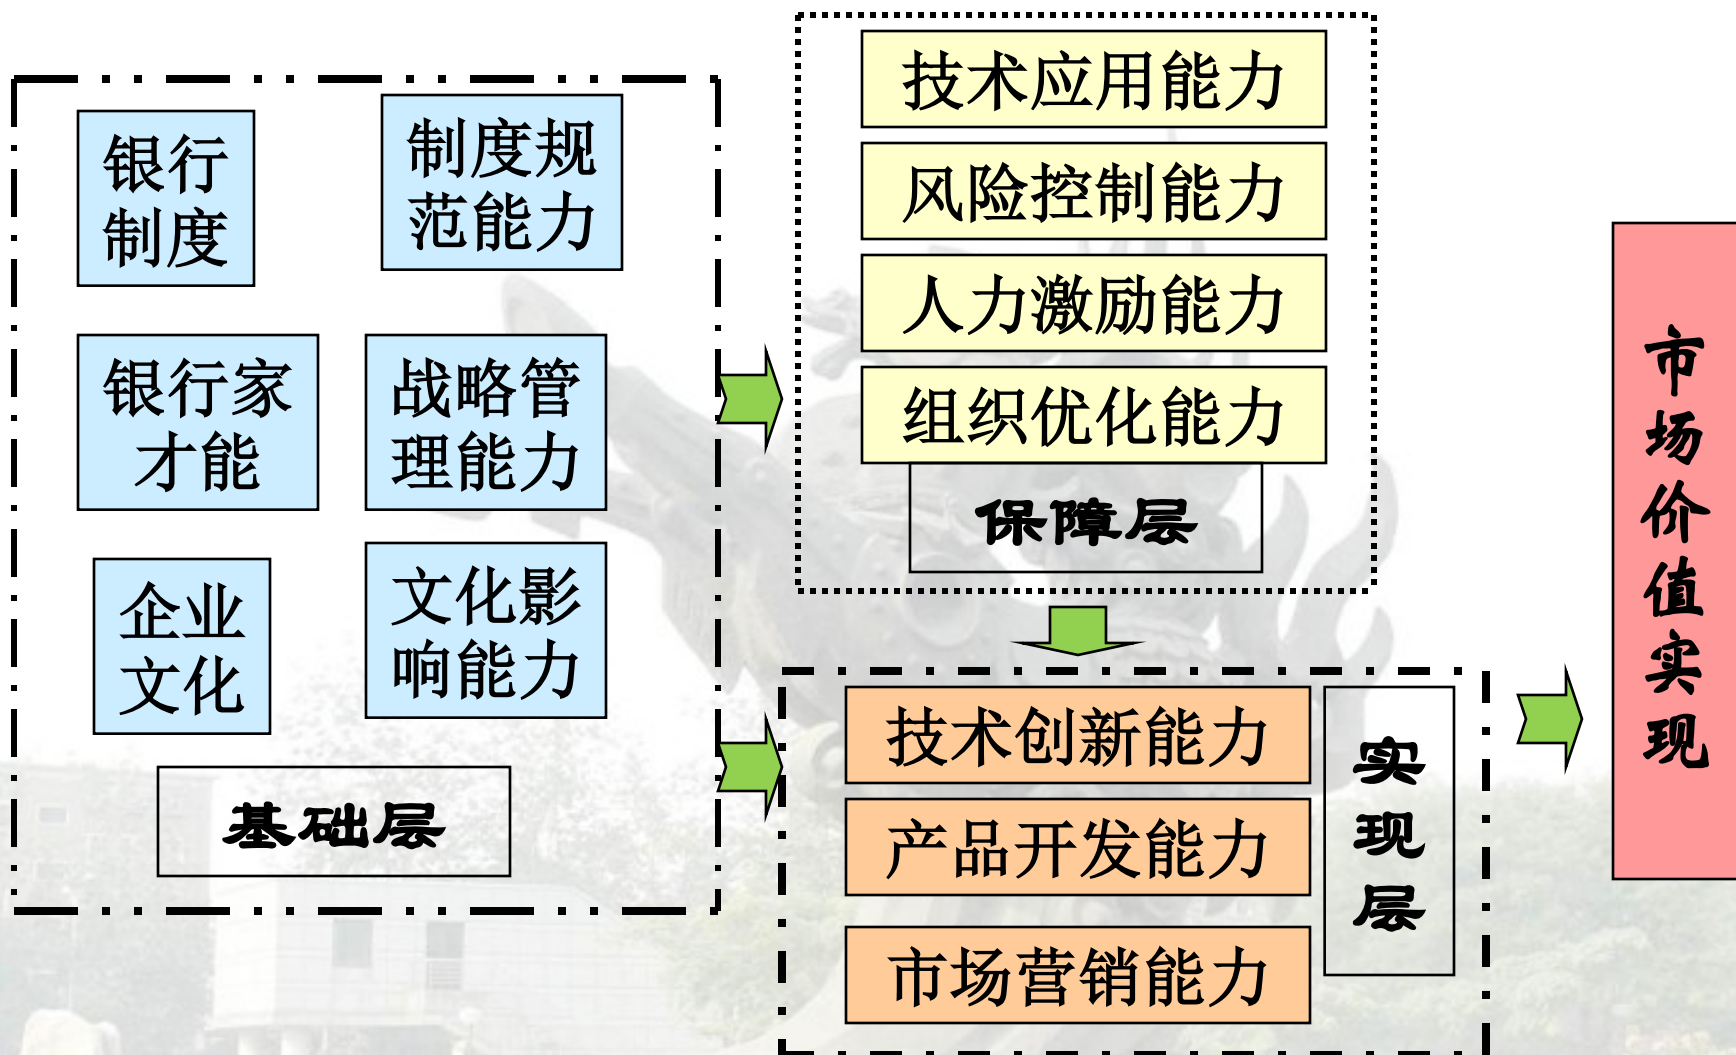 银行
制度
制度规
范能力
银行家
才能
战略管
理能力
企业
文化
文化影
响能力
基础层
技术应用能力
风险控制能力
人力激励能力
组织优化能力
保障层
技术创新能力
产品开发能力
市场营销能力
实
现
层
市
场
价
值
实
现